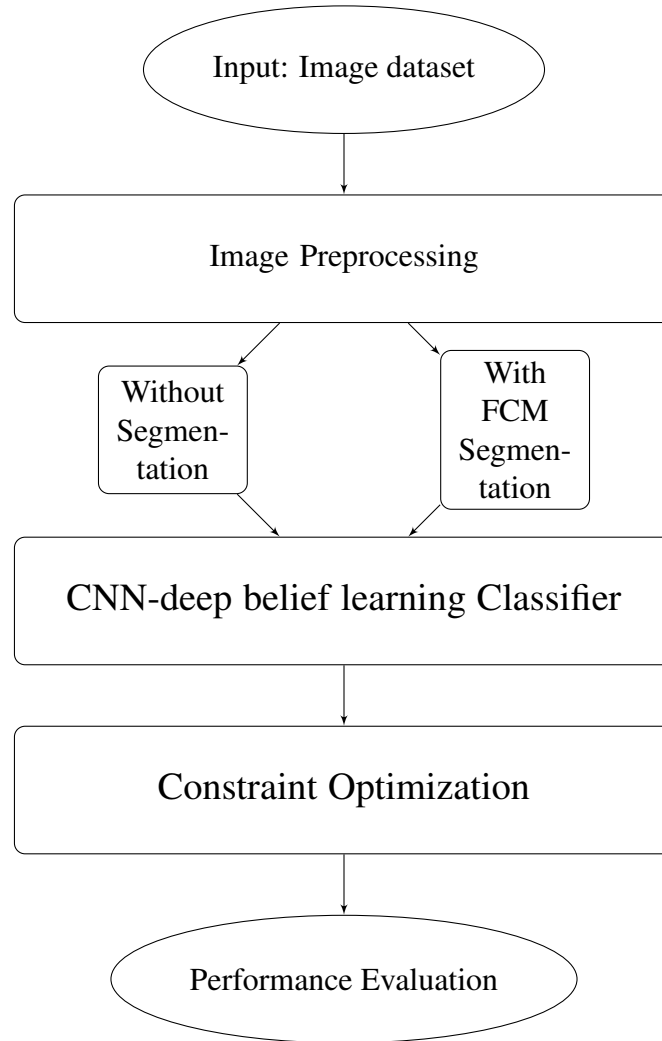 Input: Image dataset
Image Preprocessing
Without
Segmen-
tation
With
FCM
Segmen-
tation
CNN-deep belief learning Classifier
Constraint Optimization
Performance Evaluation